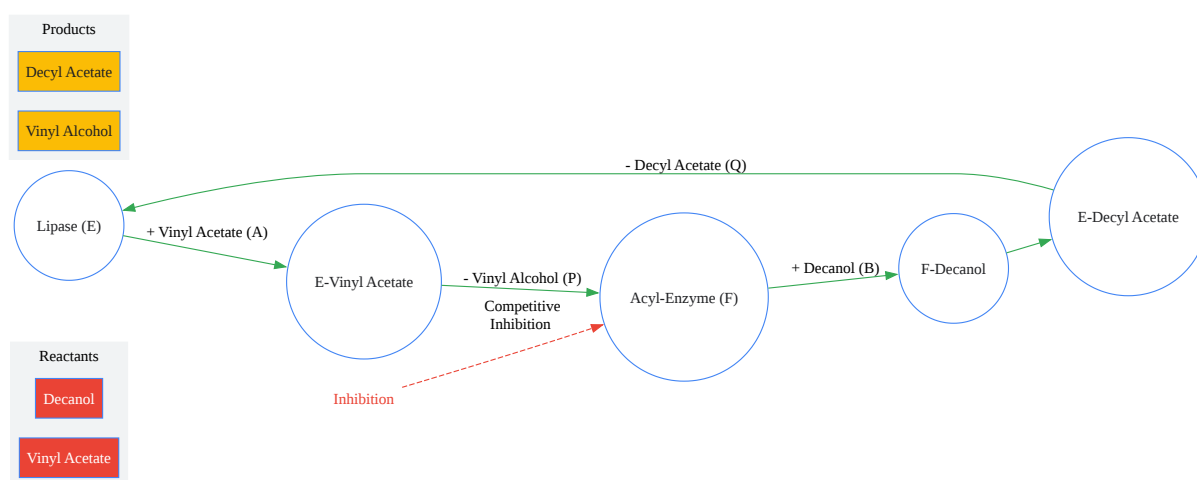 Products
Decyl Acetate
Vinyl Alcohol
Lipase (E)
+ Vinyl Acetate (A)
E-Vinyl Acetate
- Vinyl Alcohol (P)
Competitive
Inhibition
Inhibition
Acyl-Enzyme (F)
+ Decanol (B)
F-Decanol
E-Decyl Acetate
- Decyl Acetate (Q)
Reactants
Decanol
Vinyl Acetate